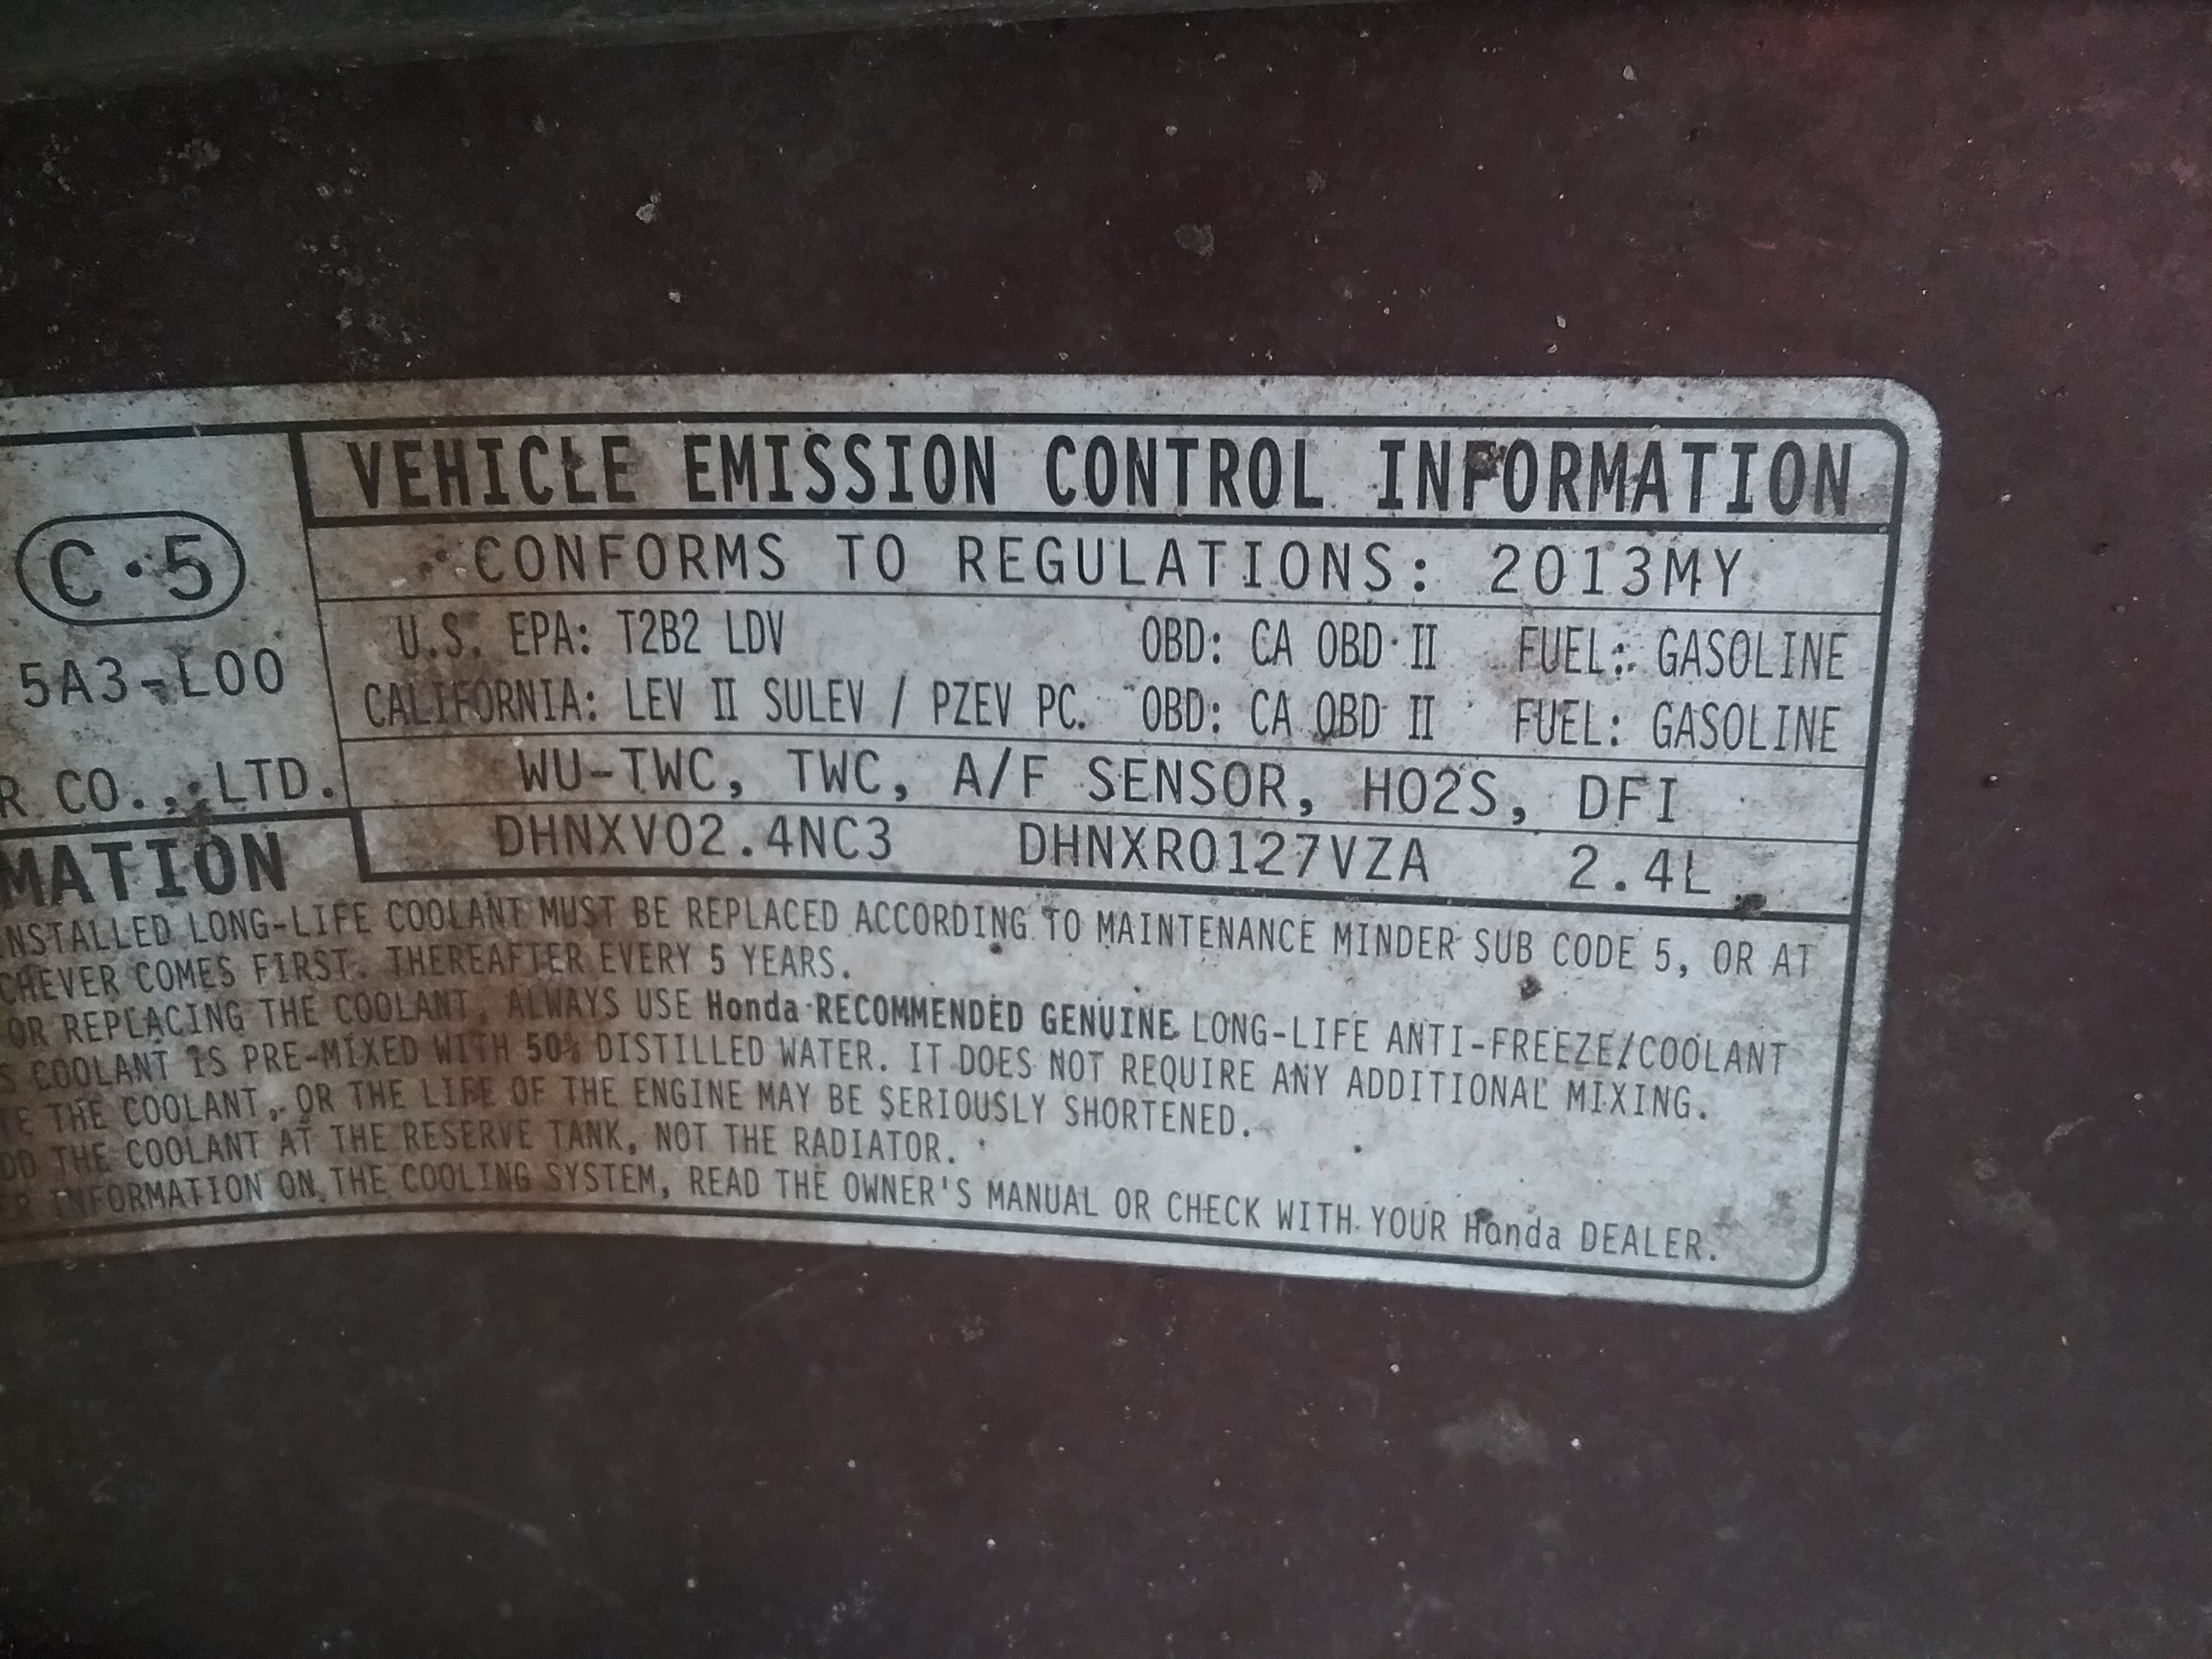 VEHICLE EMISSION CONTROL INFORMATION
C·5
CONFORMS TO REGULATIONS: 2013MY
U.S. EPA: T2B2 LDV OBD: CA OBD II FUEL: GASOLINE
5A3-L00
CALIFORNIA: LEV II SULEV / PZEV PC. OBD: CA OBD II FUEL: GASOLINE
R CO., LTD.
WU-TWC, TWC, A/F SENSOR, HO2S, DFI
DHNXV02.4NC3 DHNXR0127VZA 2.4L
MATION
NSTALLED LONG-LIFE COOLANT MUST BE REPLACED ACCORDING TO MAINTENANCE MINDER SUB CODE 5, OR AT
CHEVER COMES FIRST. THEREAFTER EVERY 5 YEARS.
OR REPLACING THE COOLANT, ALWAYS USE Honda RECOMMENDED GENUINE LONG-LIFE ANTI-FREEZE/COOLANT
S COOLANT IS PRE-MIXED WITH 50% DISTILLED WATER. IT DOES NOT REQUIRE ANY ADDITIONAL MIXING.
TE THE COOLANT, OR THE LIFE OF THE ENGINE MAY BE SERIOUSLY SHORTENED.
DD THE COOLANT AT THE RESERVE TANK, NOT THE RADIATOR.
ER INFORMATION ON THE COOLING SYSTEM, READ THE OWNER'S MANUAL OR CHECK WITH YOUR Honda DEALER.